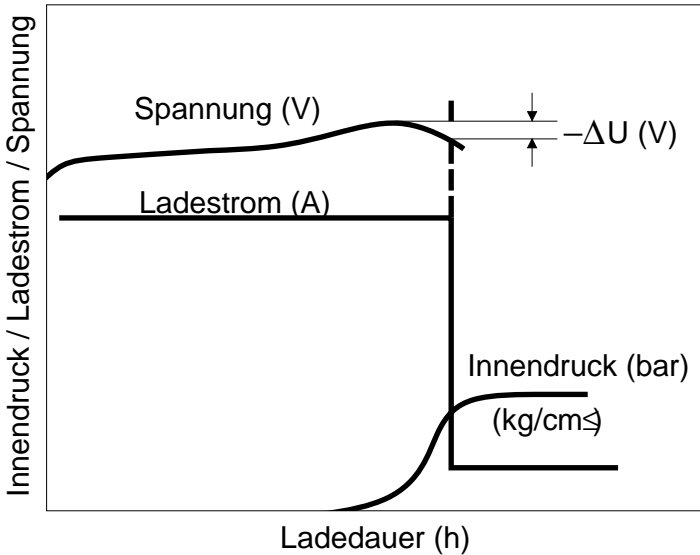 Innendruck / Ladestrom / Spannung
Spannung (V)
−ΔU (V)
Ladestrom (A)
Innendruck (bar)
(kg/cm≤)
Ladedauer (h)